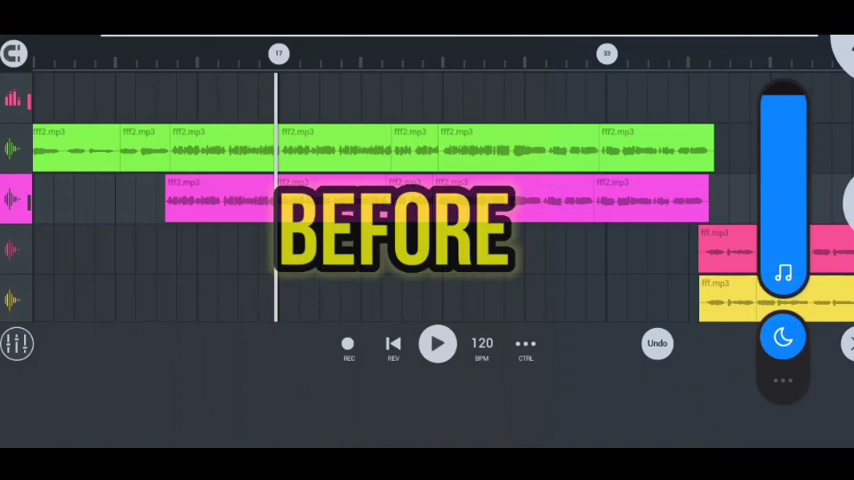 17 33
fff2.mp3 fff2.mp3 fff2.mp3 fff2.mp3 fff2.mp3 fff2.mp3 fff2.mp3
fff2.mp3 fff2.mp3
BEFORE
fff.mp3
fff.mp3
120 Undo
REC REV BPM CTRL